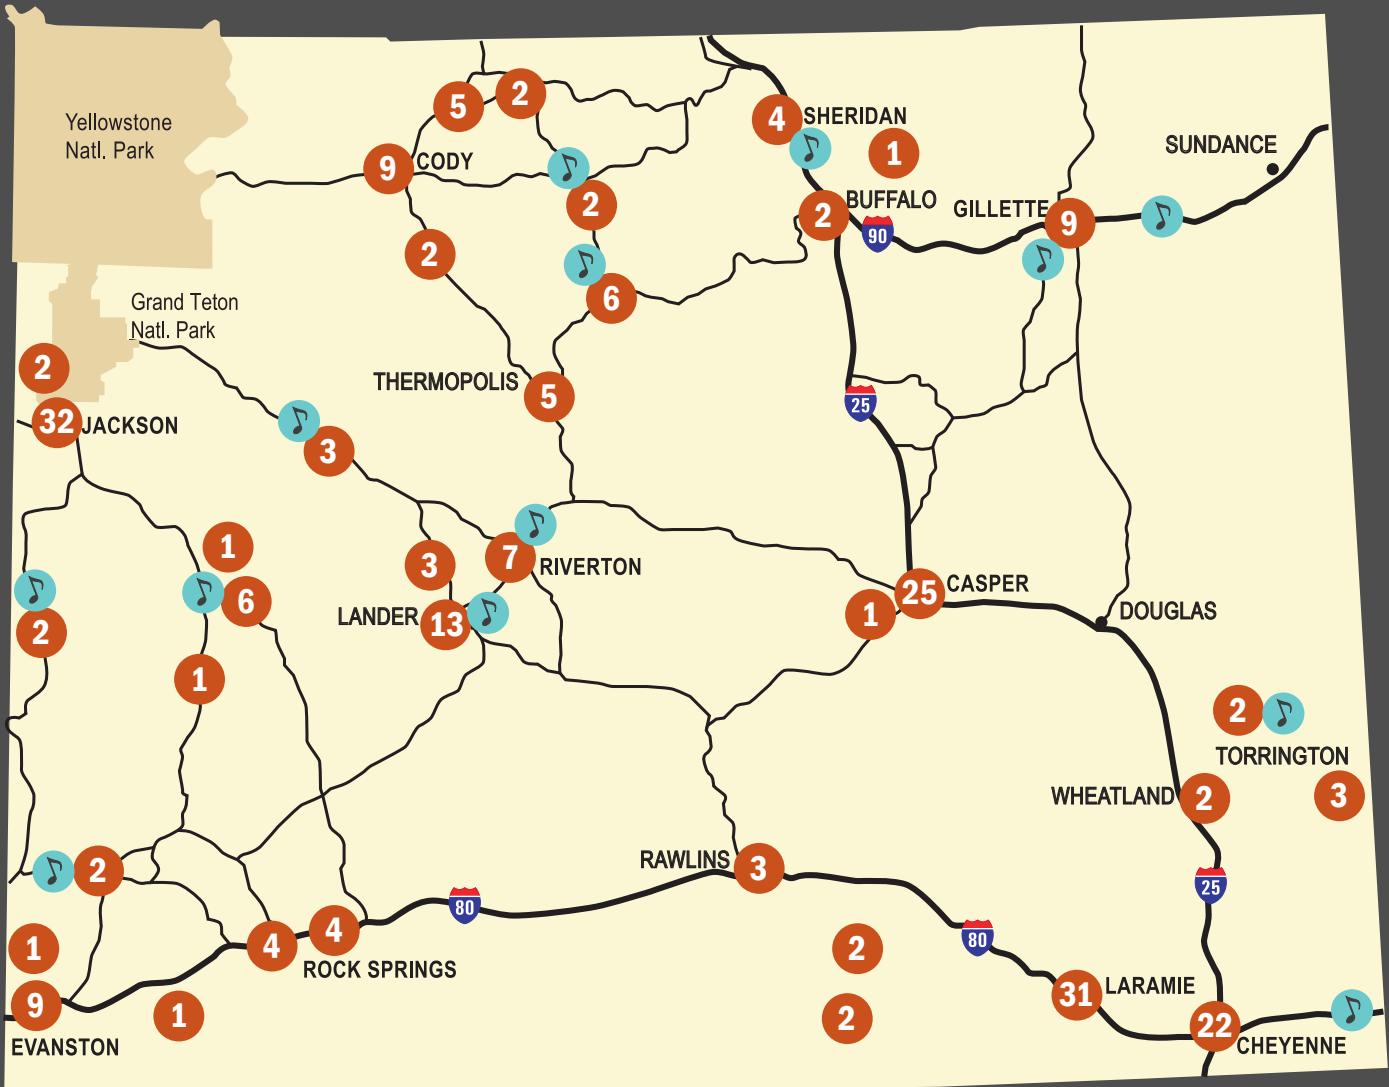 Yellowstone
Natl. Park
5
2
4
SHERIDAN
1
9
CODY
SUNDANCE
2
2
BUFFALO
90
GILLETTE
9
2
6
Grand Teton
Natl. Park
2
THERMOPOLIS
5
25
32
JACKSON
3
1
3
7
RIVERTON
6
LANDER
13
1
25
CASPER
DOUGLAS
2
1
2
TORRINGTON
WHEATLAND
2
3
2
RAWLINS
3
25
80
80
4
4
ROCK SPRINGS
1
2
9
1
2
31
LARAMIE
22
CHEYENNE
EVANSTON